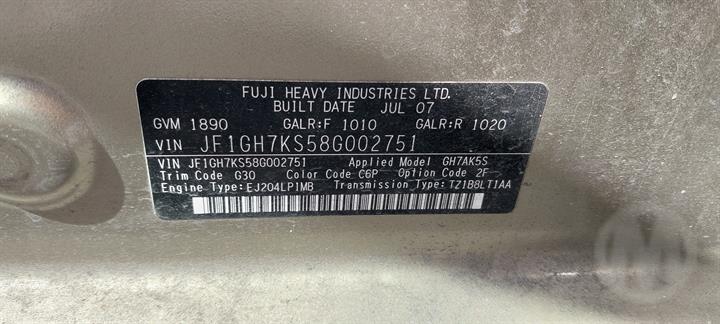 FUJI HEAVY INDUSTRIES LTD.
BUILT DATE JUL 07
GVM 1890 GALR:F 1010 GALR:R 1020
VIN JF1GH7KS58G002751
VIN JF1GH7KS58G002751 Applied Model GH7AK5S
Trim Code G30 Color Code C6P Option Code 2F
Engine Type:EJ204LP1MB Transmission Type:TZ1B8LT1AA
M